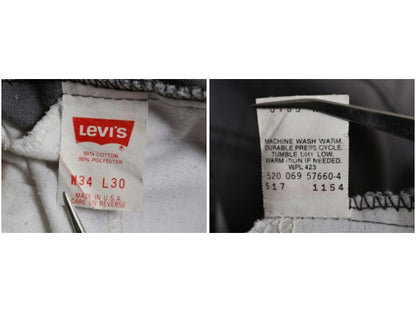 LEVI'S
50% COTTON
50% POLYESTER
W34 L30
MADE IN U.S.A
CARE ON REVERSE
MACHINE WASH WARM,
DURABLE PRESS CYCLE.
TUMBLE DRY LOW.
WARM IRON IF NEEDED.
WPL 423
520 069 57660-4
517 1154